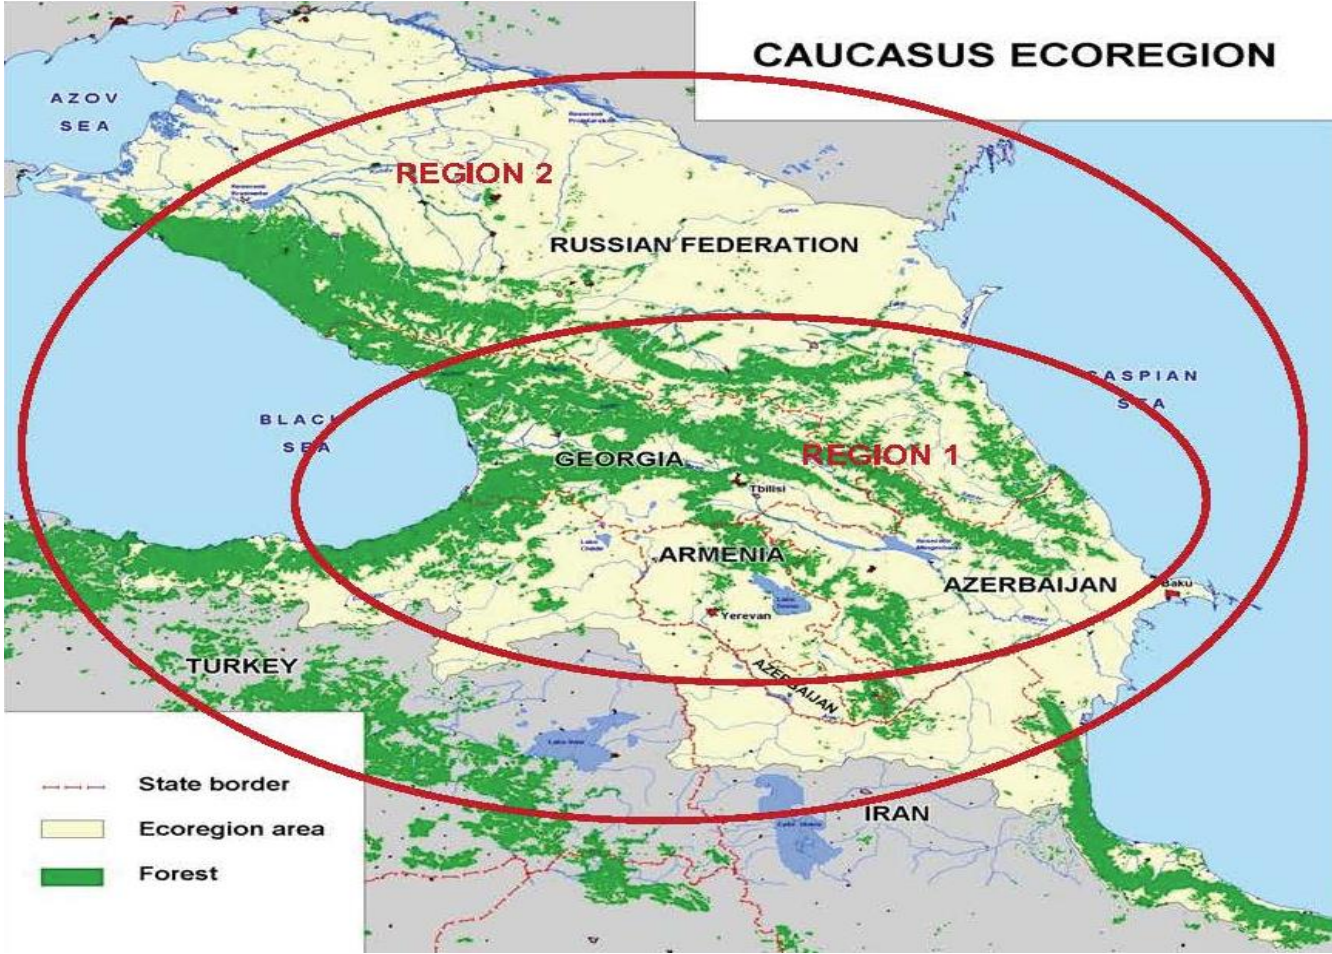 CAUCASUS ECOREGION
AZOV
SEA
REGION 2
RUSSIAN FEDERATION
CASPIAN
SEA
BLACK
SEA
REGION 1
GEORGIA
Tbilisi
ARMENIA
AZERBAIJAN
Baku
Yerevan
TURKEY
AZERBAIJAN
IRAN
State border
Ecoregion area
Forest